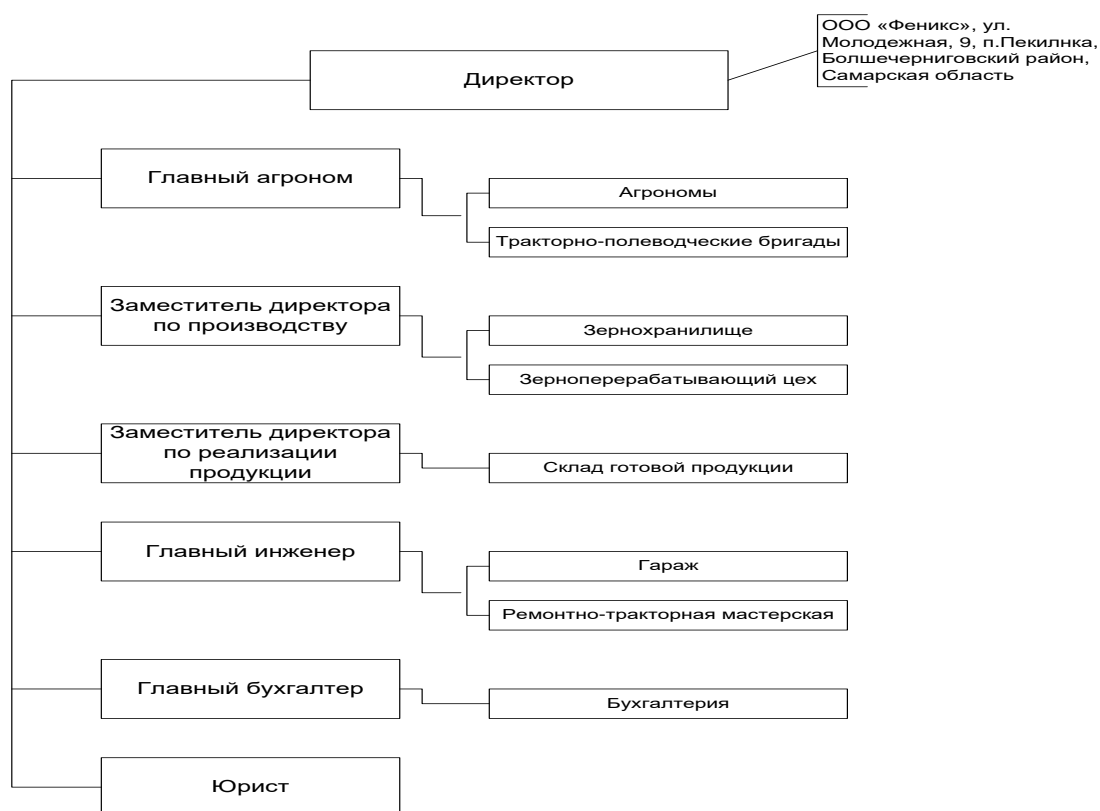 ООО «Феникс», ул.
Молодежная, 9, п.Пекилнка,
Болшечерниговский район,
Самарская область
Директор
Главный агроном
Агрономы
Тракторно-полеводческие бригады
Заместитель директора
по производству
Зернохранилище
Зерноперерабатывающий цех
Заместитель директора
по реализации
продукции
Склад готовой продукции
Главный инженер
Гараж
Ремонтно-тракторная мастерская
Главный бухгалтер
Бухгалтерия
Юрист